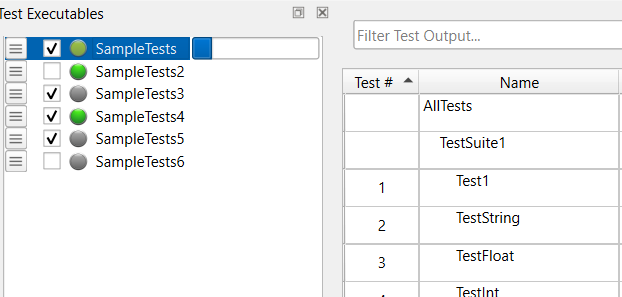 Test Executables
SampleTests
SampleTests2
SampleTests3
SampleTests4
SampleTests5
SampleTests6
Filter Test Output...
Test # Name
AllTests
TestSuite1
1 Test1
2 TestString
3 TestFloat
TestInt